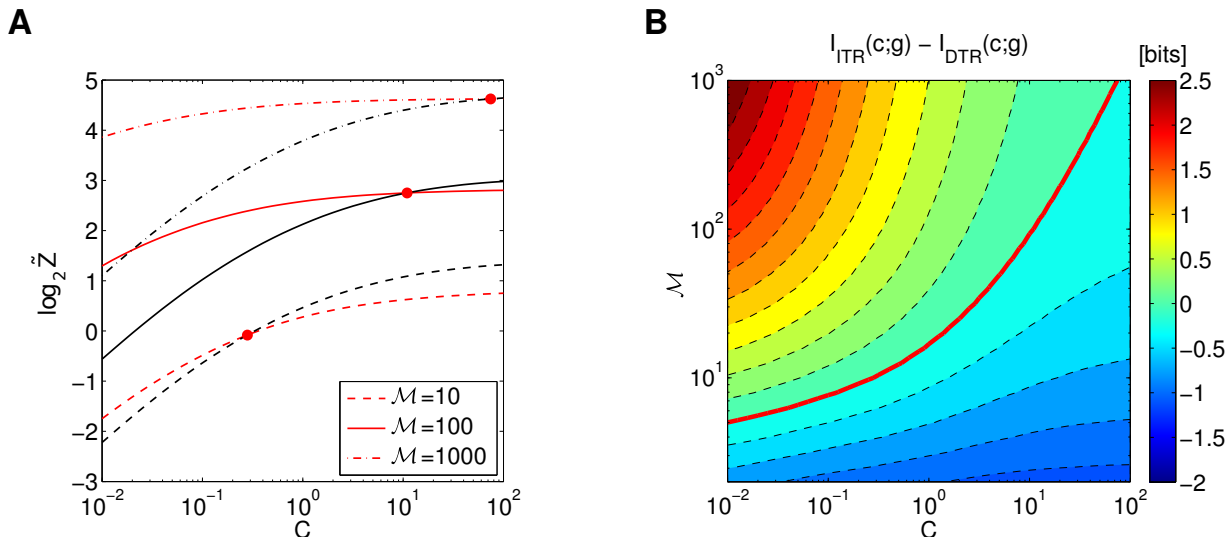 A
5
4
3
2
1
0
−1
−2
−3
log₂ Z̃
10⁻² 10⁻¹ 10⁰ 10¹ 10²
C
ℳ=10
ℳ=100
ℳ=1000
B
I_ITR(c;g) − I_DTR(c;g)
[bits]
10³
10²
10¹
ℳ
10⁻² 10⁻¹ 10⁰ 10¹ 10²
C
2.5
2
1.5
1
0.5
0
−0.5
−1
−1.5
−2